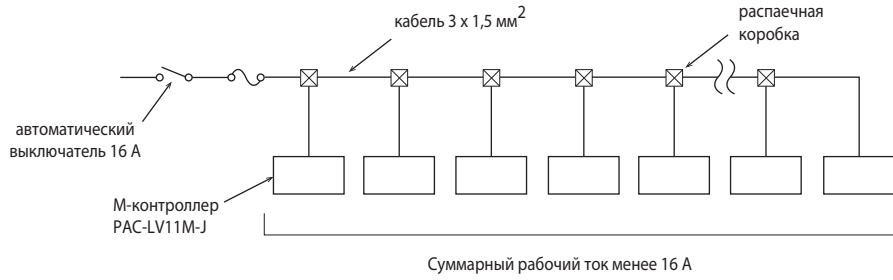 кабель 3 x 1,5 мм²
распаечная
коробка
автоматический
выключатель 16 А
М-контроллер
PAC-LV11M-J
Суммарный рабочий ток менее 16 А